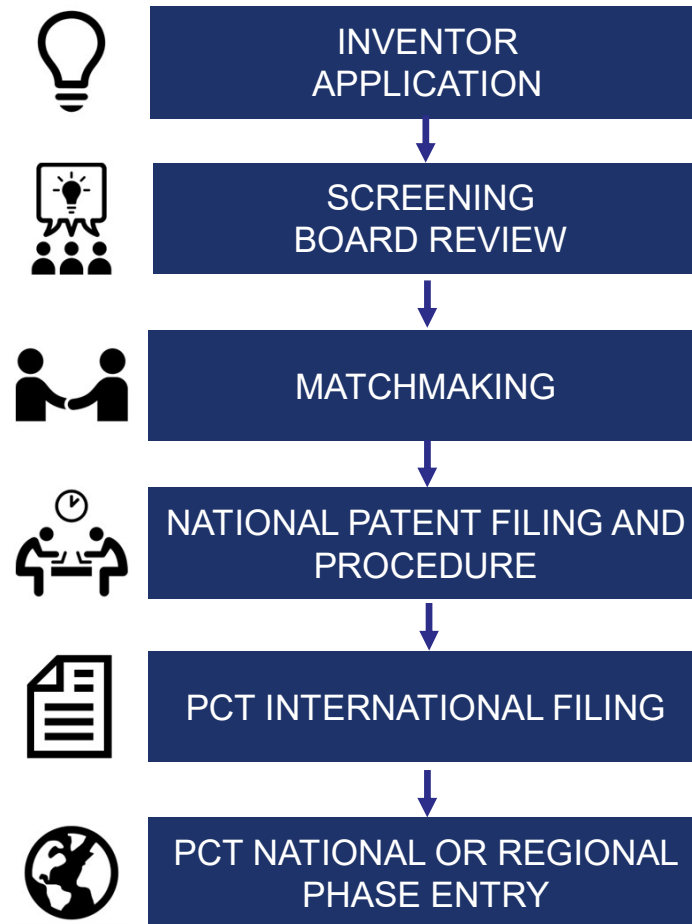 INVENTOR
APPLICATION
SCREENING
BOARD REVIEW
MATCHMAKING
NATIONAL PATENT FILING AND
PROCEDURE
PCT INTERNATIONAL FILING
PCT NATIONAL OR REGIONAL
PHASE ENTRY